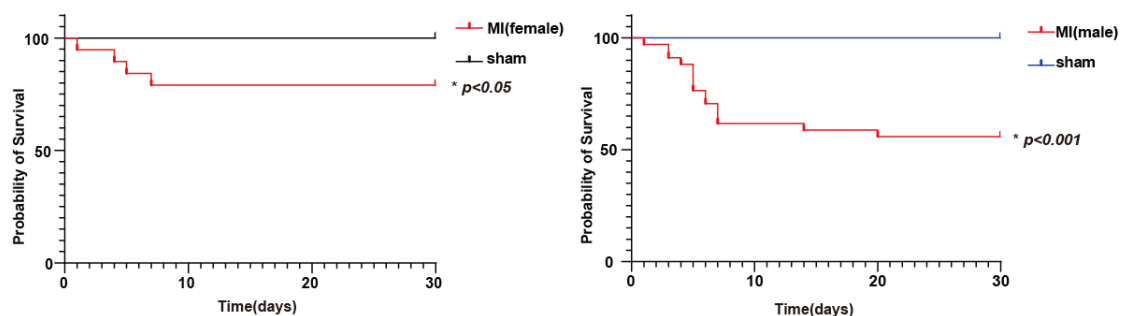 MI(female)
sham
* p<0.05
100
50
0
Probability of Survival
0 10 20 30
Time(days)
MI(male)
sham
* p<0.001
100
50
0
Probability of Survival
0 10 20 30
Time(days)